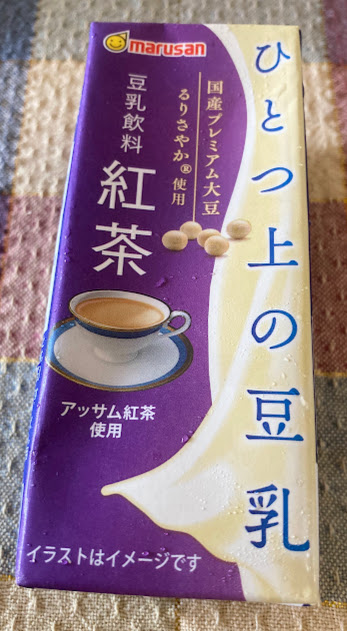 marusan
ひとつ上の豆乳
国産プレミアム大豆
るりさやか®使用
豆乳飲料
紅茶
アッサム紅茶
使用
イラストはイメージです